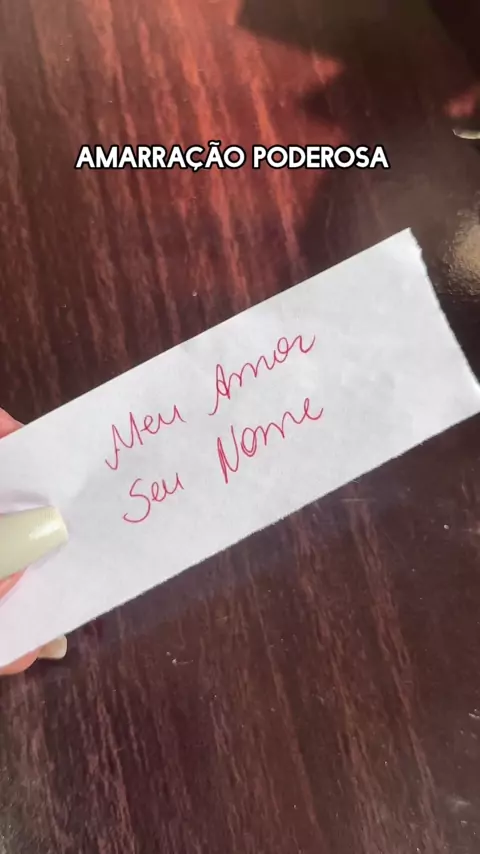 AMARRAÇÃO PODEROSA
Meu Amor
Seu Nome